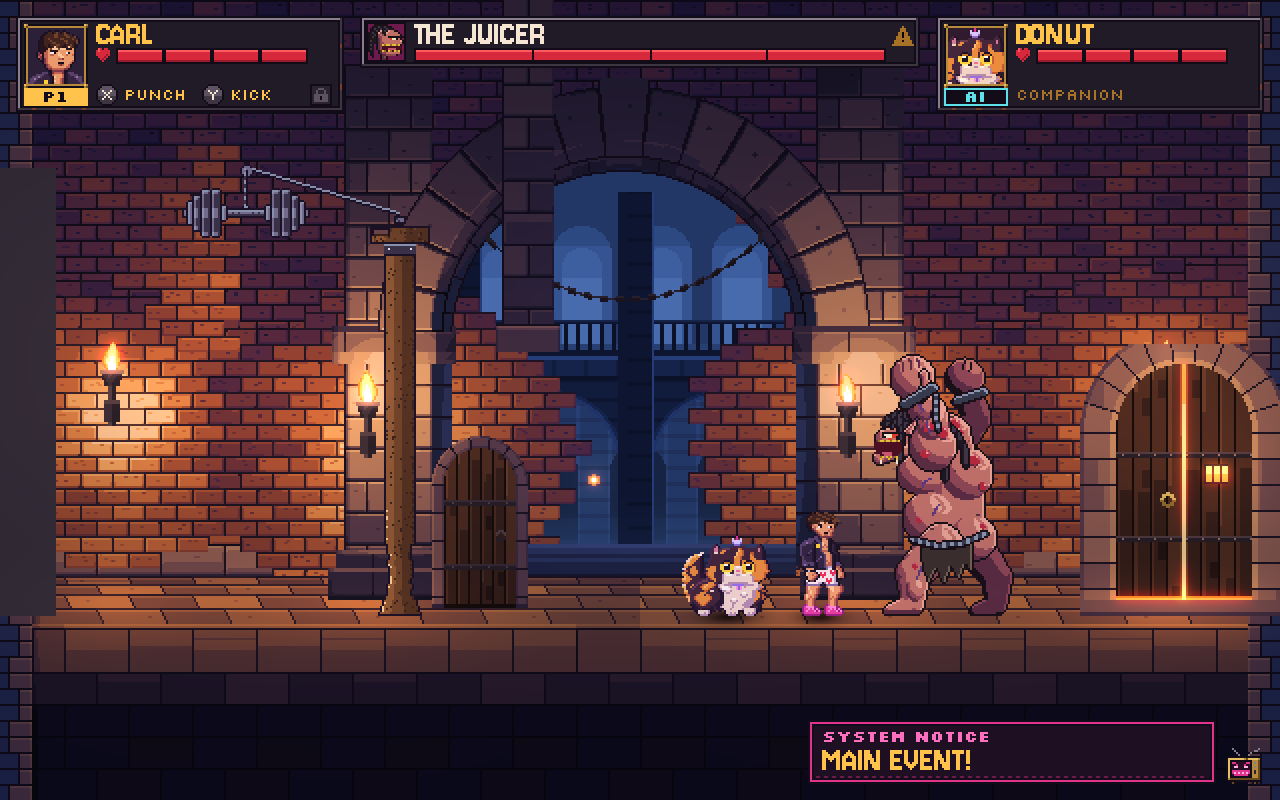 CARL
P1
X PUNCH Y KICK
THE JUICER
DONUT
AI
COMPANION
SYSTEM NOTICE
MAIN EVENT!